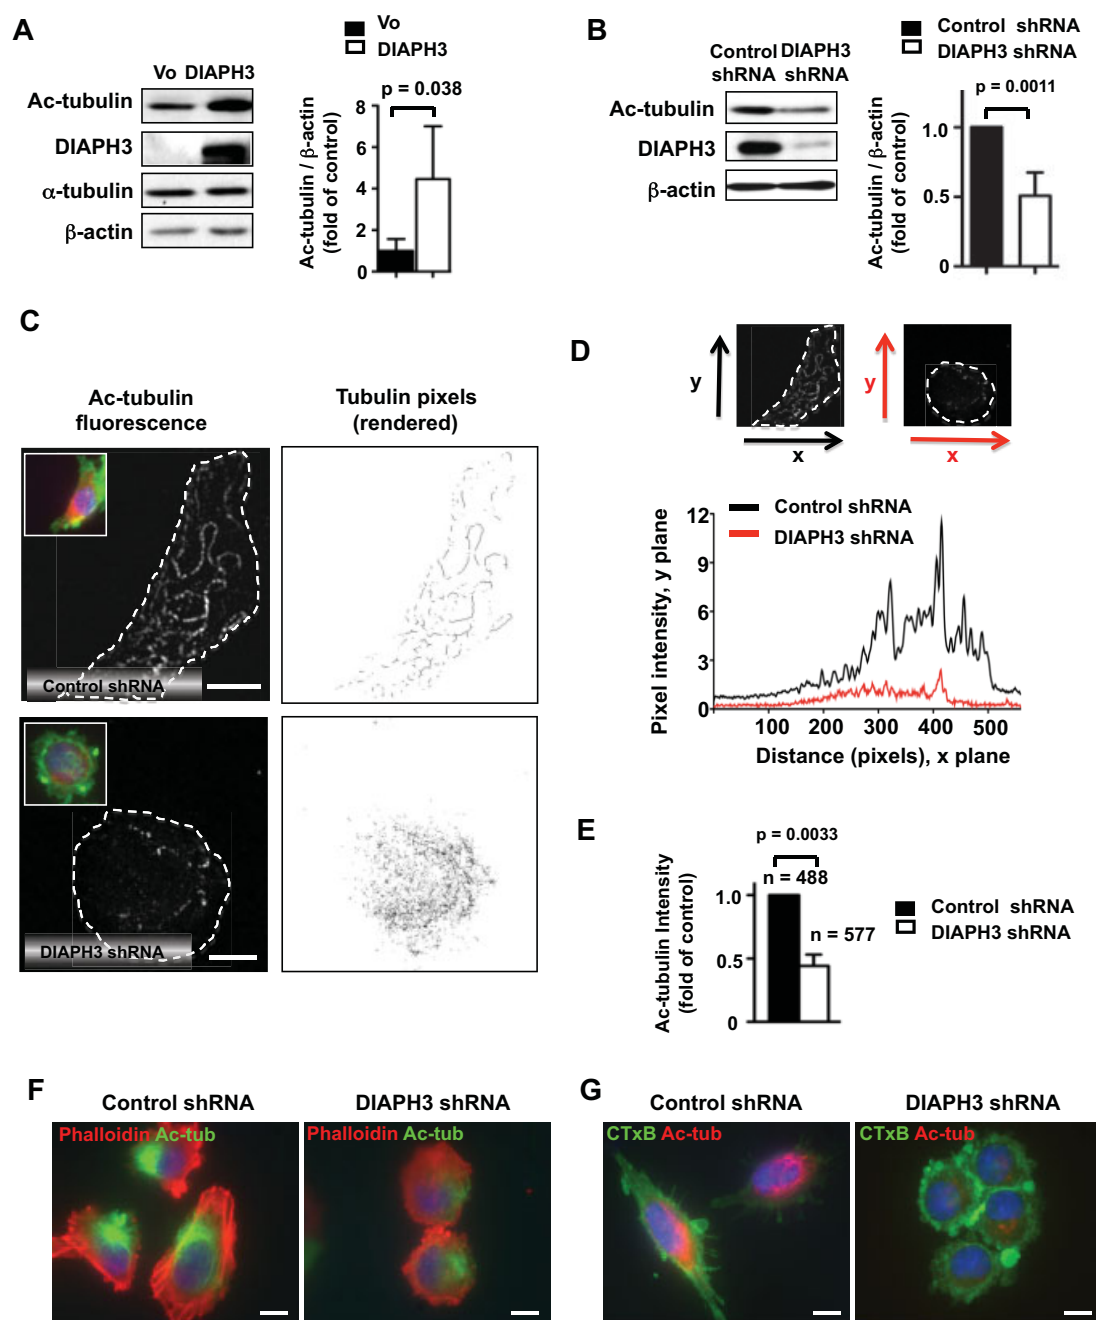 A
Vo
DIAPH3
Vo DIAPH3
Ac-tubulin
DIAPH3
α-tubulin
β-actin
p = 0.038
8
6
4
2
0
Ac-tubulin / β-actin
(fold of control)
B
Control shRNA
DIAPH3 shRNA
Control DIAPH3
shRNA shRNA
Ac-tubulin
DIAPH3
β-actin
p = 0.0011
1.0
0.5
0
Ac-tubulin / β-actin
(fold of control)
C
Ac-tubulin
fluorescence
Tubulin pixels
(rendered)
Control shRNA
DIAPH3 shRNA
D
y
x
y
x
Control shRNA
DIAPH3 shRNA
12
9
6
3
0
100 200 300 400 500
Pixel intensity, y plane
Distance (pixels), x plane
E
p = 0.0033
n = 488
n = 577
1.0
0.5
0
Ac-tubulin Intensity
(fold of control)
Control shRNA
DIAPH3 shRNA
F
Control shRNA
DIAPH3 shRNA
Phalloidin Ac-tub
Phalloidin Ac-tub
G
Control shRNA
DIAPH3 shRNA
CTxB Ac-tub
CTxB Ac-tub